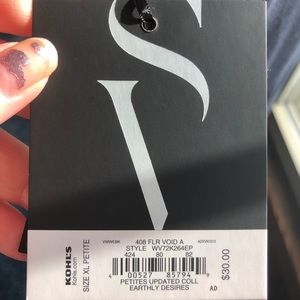 SV
408 FLR VOID A
STYLE WV72K264EP
424 80 82
4 00527 85794 9
PETITES UPDATED COLL
EARTHLY DESIRES
AD
KOHL'S
Kohls.com
SIZE XL PETITE
$30.00